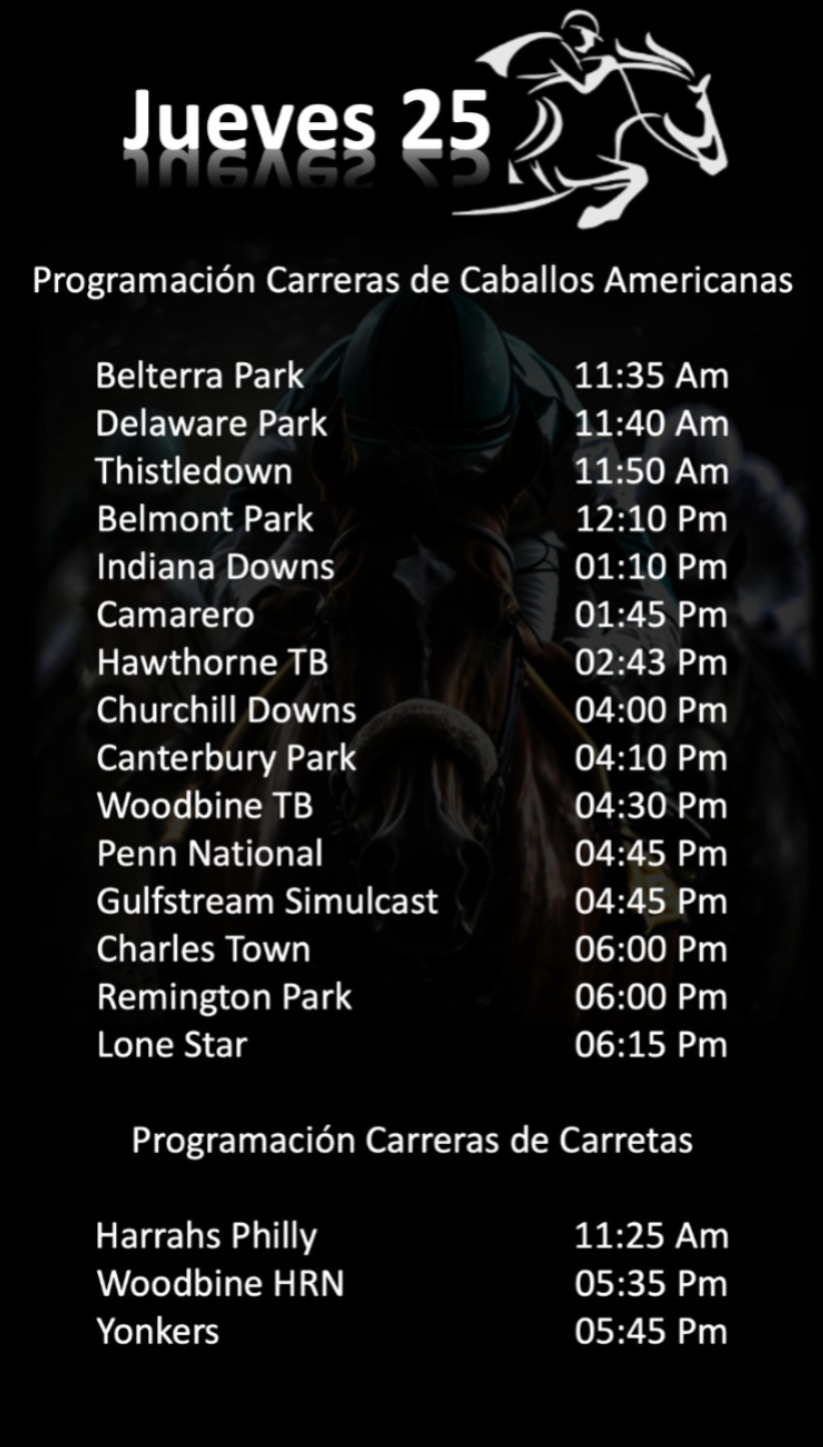 Jueves 25
Programación Carreras de Caballos Americanas
Belterra Park 11:35 Am
Delaware Park 11:40 Am
Thistledown 11:50 Am
Belmont Park 12:10 Pm
Indiana Downs 01:10 Pm
Camarero 01:45 Pm
Hawthorne TB 02:43 Pm
Churchill Downs 04:00 Pm
Canterbury Park 04:10 Pm
Woodbine TB 04:30 Pm
Penn National 04:45 Pm
Gulfstream Simulcast 04:45 Pm
Charles Town 06:00 Pm
Remington Park 06:00 Pm
Lone Star 06:15 Pm
Programación Carreras de Carretas
Harrahs Philly 11:25 Am
Woodbine HRN 05:35 Pm
Yonkers 05:45 Pm